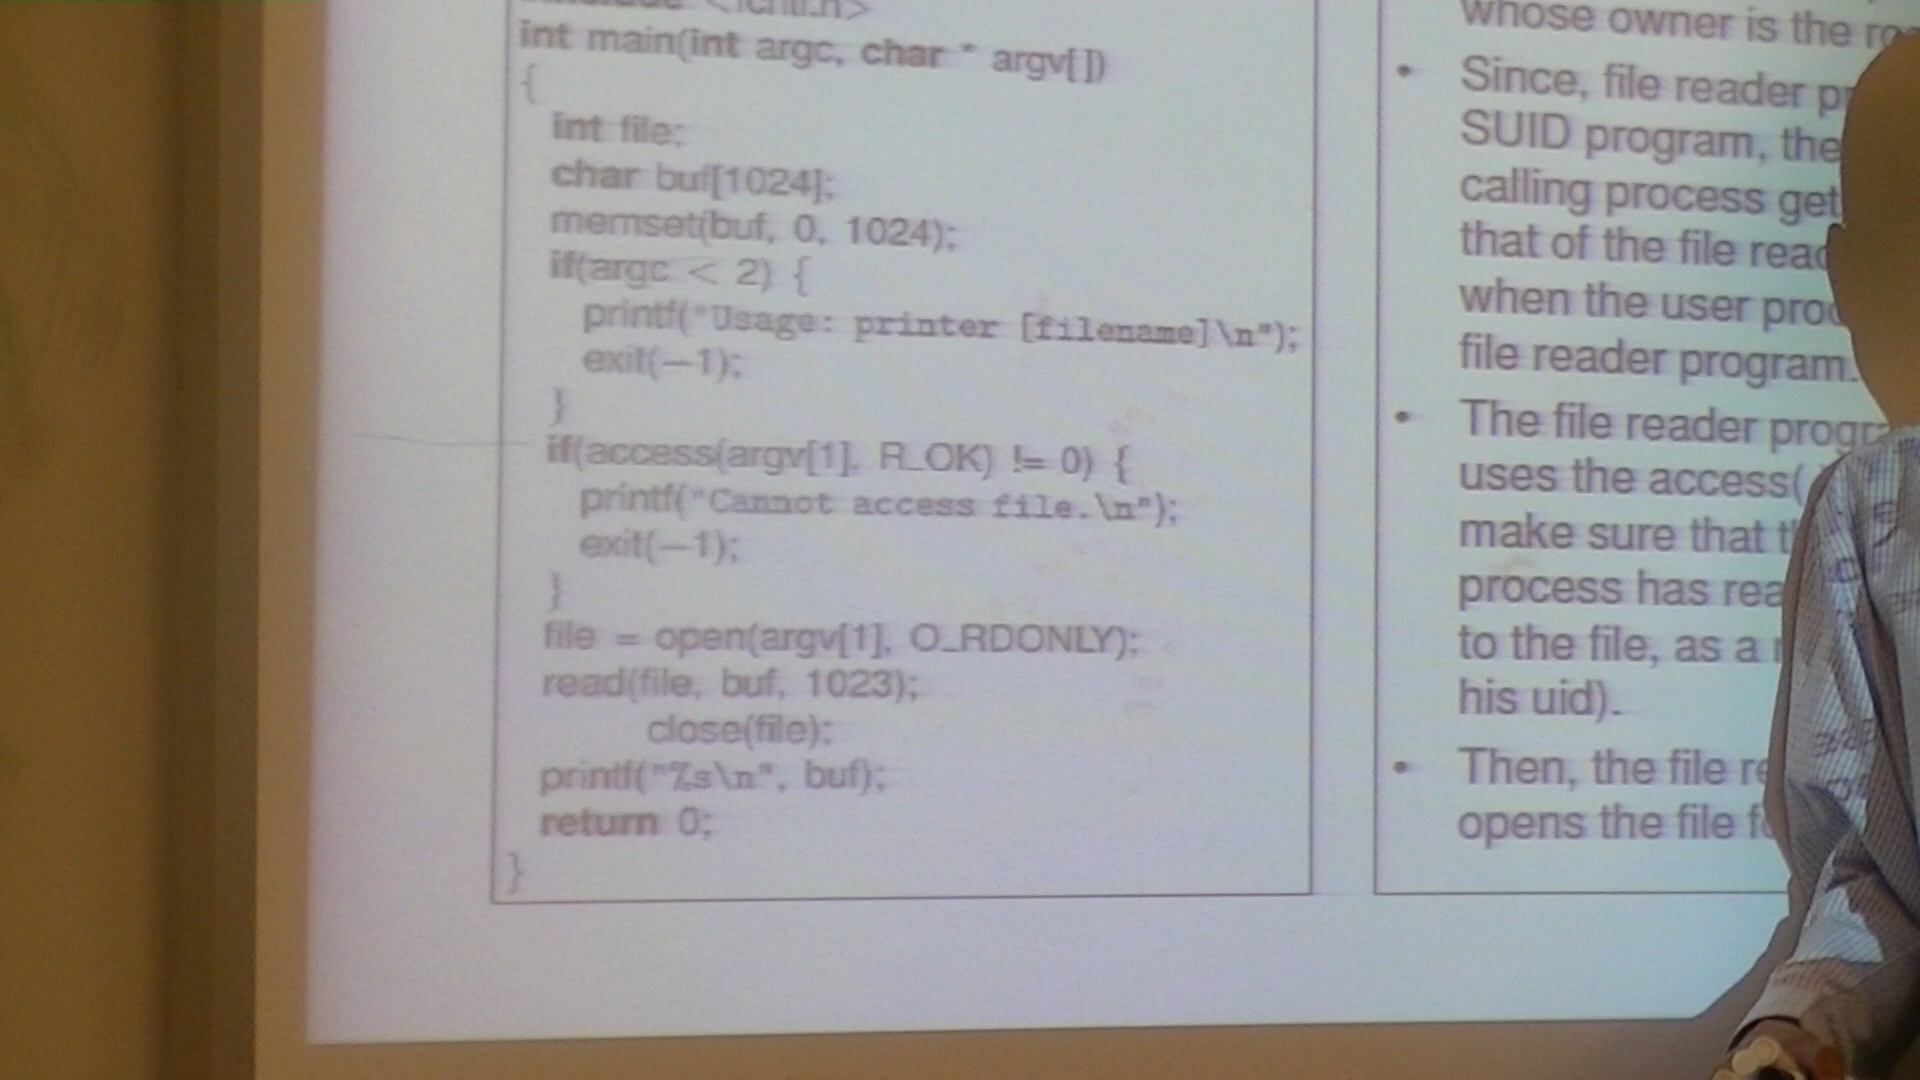 <fcntl.h>
int main(int argc, char * argv[])
{
int file;
char buf[1024];
memset(buf, 0, 1024);
if(argc < 2) {
printf("Usage: printer [filename]\n");
exit(−1);
}
if(access(argv[1], R_OK) != 0) {
printf("Cannot access file.\n");
exit(−1);
}
file = open(argv[1], O_RDONLY);
read(file, buf, 1023);
close(file);
printf("%s\n", buf);
return 0;
}
whose owner is the
• Since, file reader
SUID program, the
calling process get
that of the file
when the user
file reader program.
• The file reader
uses the access(
make sure that
process has
to the file, as a
his uid).
• Then, the file
opens the file